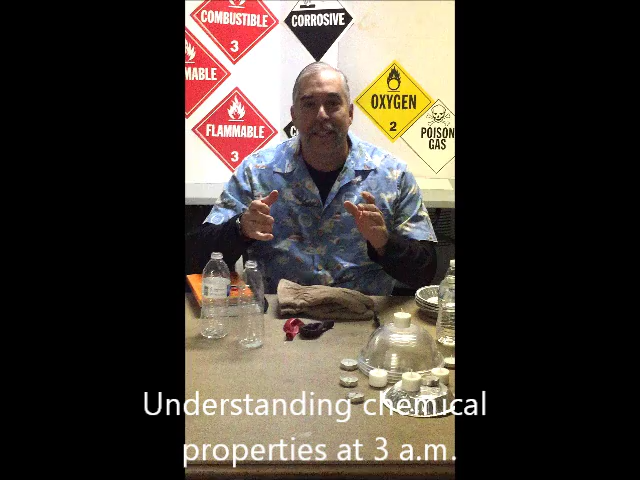 COMBUSTIBLE
3
CORROSIVE
MABLE
FLAMMABLE
3
OXYGEN
2
POISON
GAS
Understanding chemical
properties at 3 a.m.